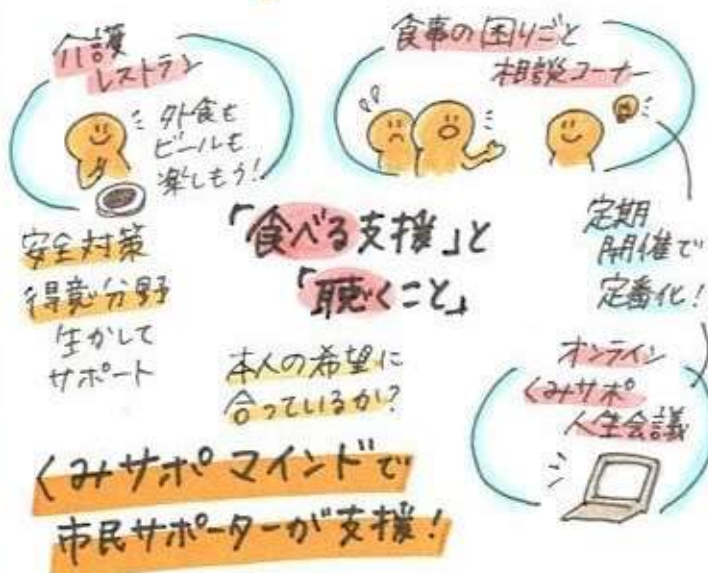 介護
レストラン
外食も
ビールも
楽しもう!
食事の困りごと
相談コーナー
「食べる支援」と
「聴くこと」
安全対策
得意分野
生かして
サポート
定期
開催で
定番化!
本人の希望に
合っているか?
オンライン
くみサポ
人生会議
くみサポマインドで
市民サポーターが支援!